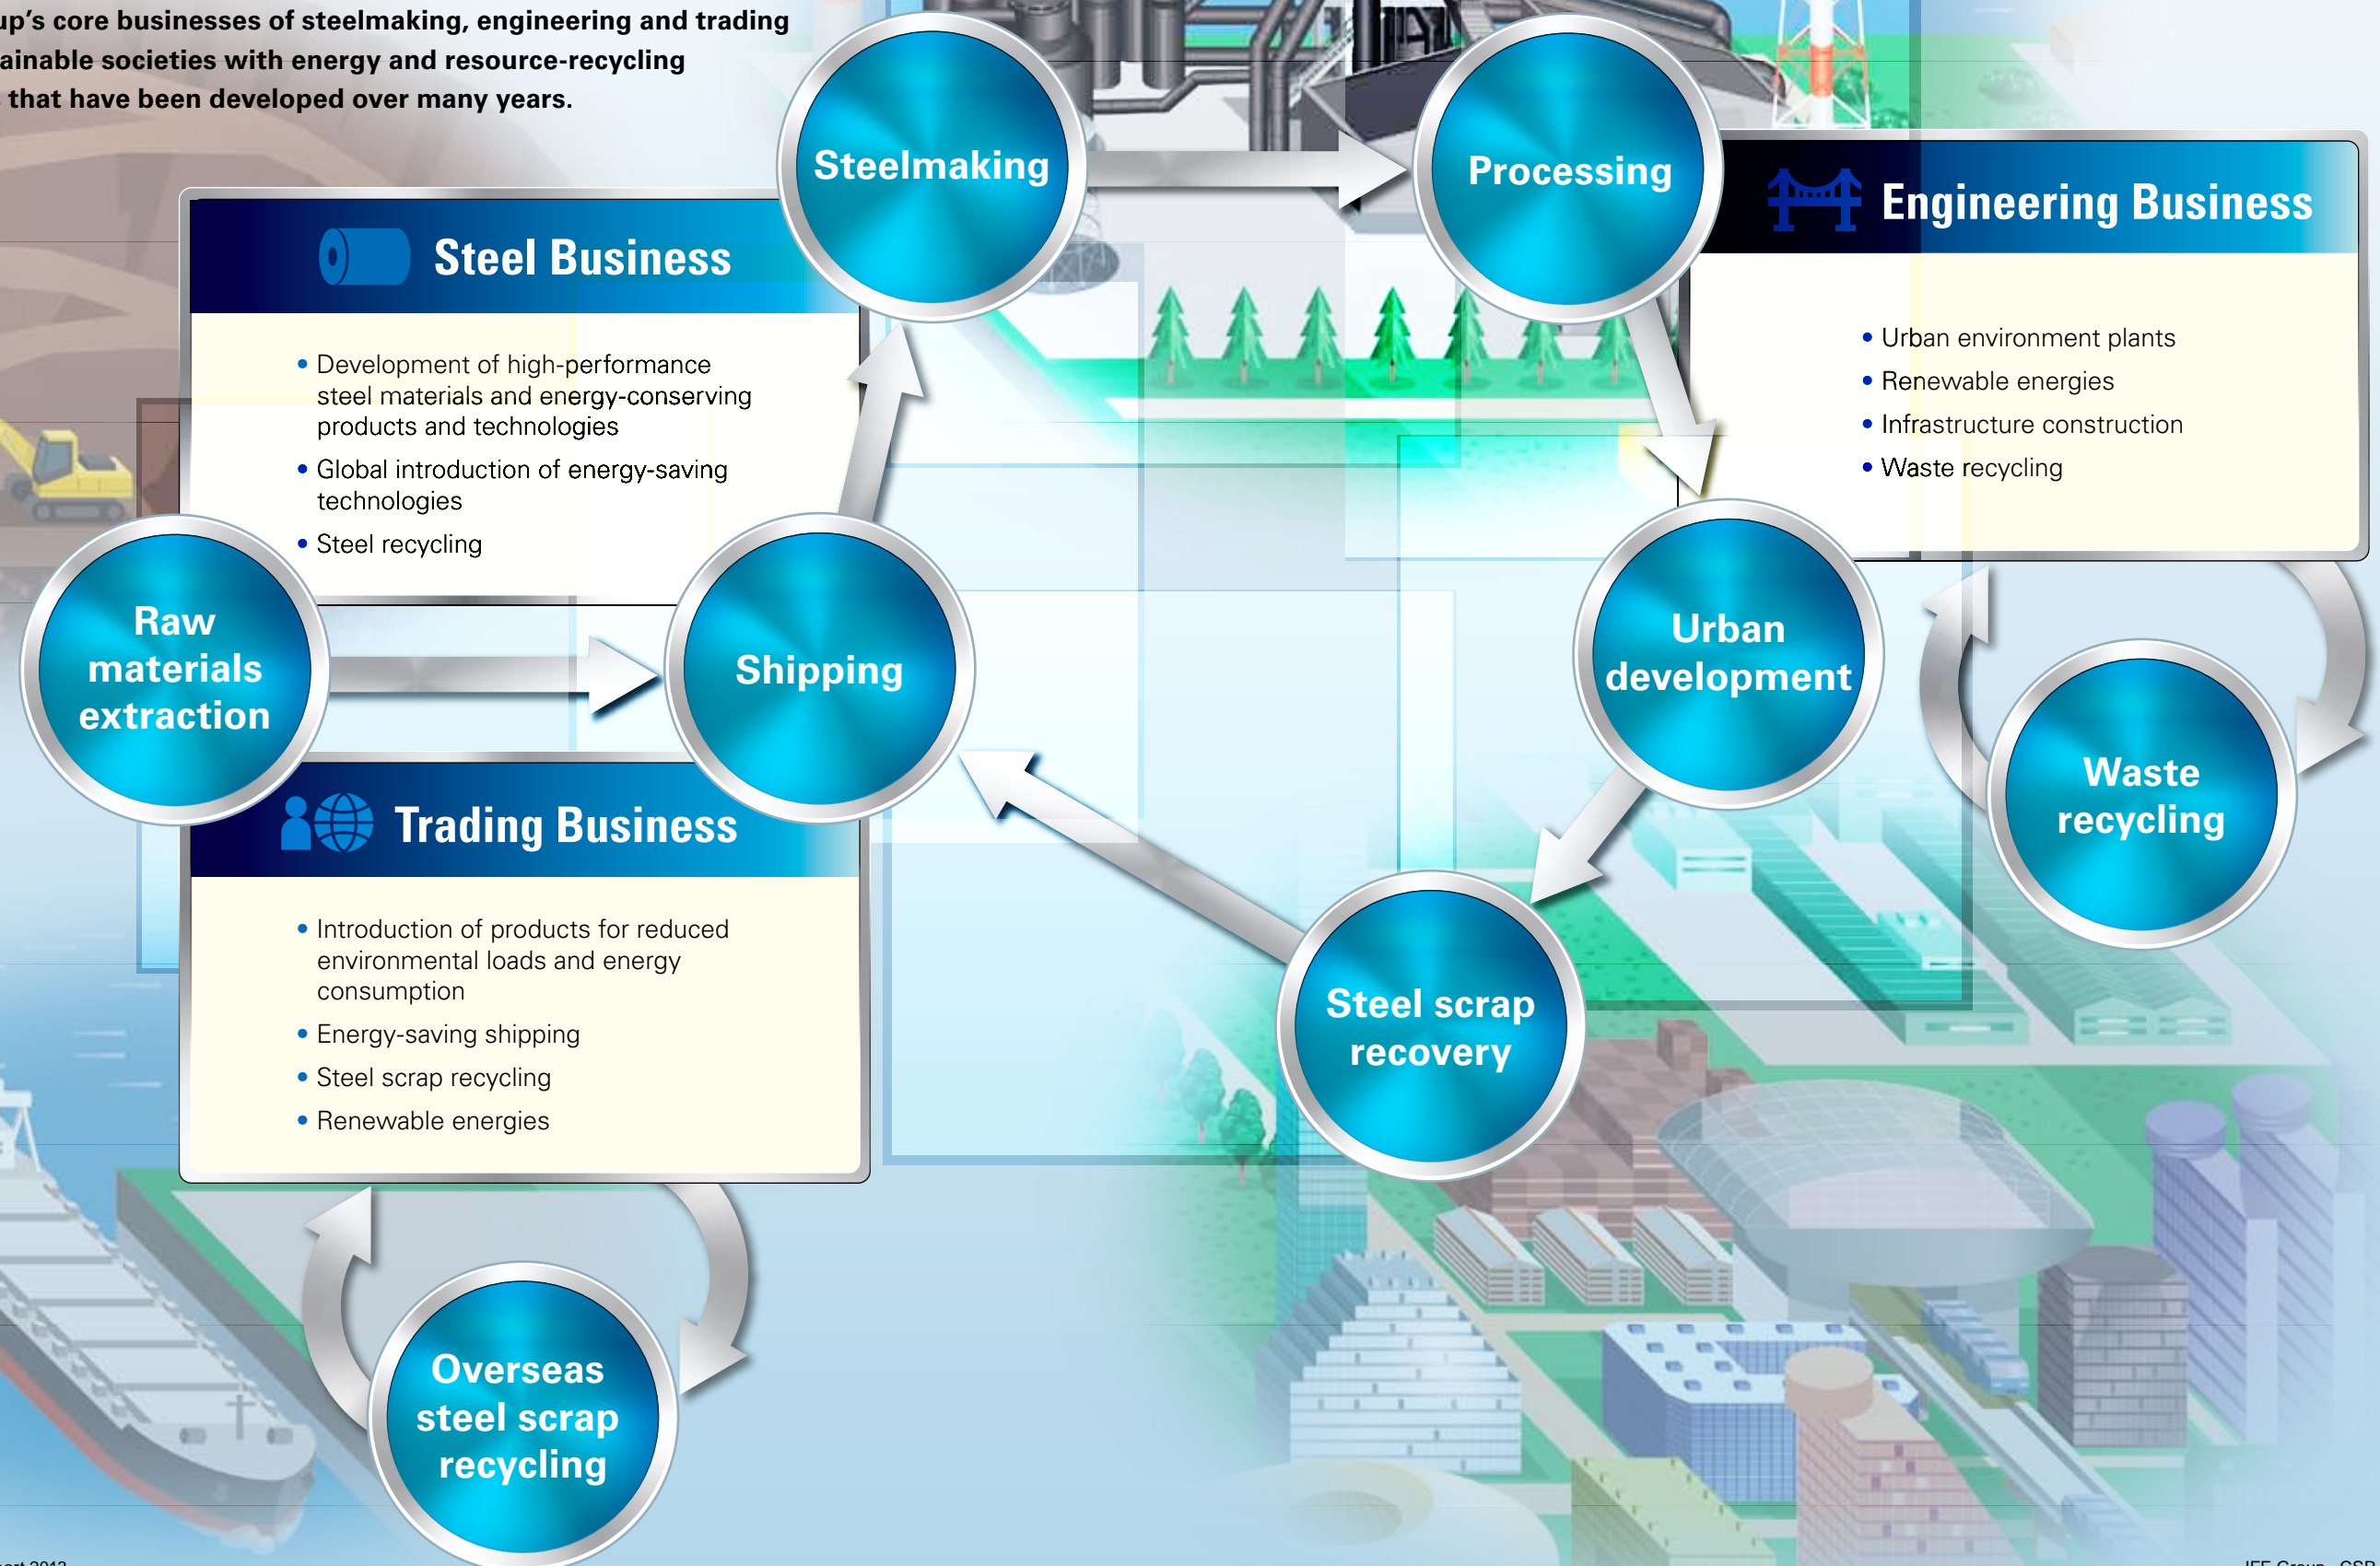 up's core businesses of steelmaking, engineering and trading
ainable societies with energy and resource-recycling
that have been developed over many years.
Steelmaking
Processing
Steel Business
• Development of high-performance
steel materials and energy-conserving
products and technologies
• Global introduction of energy-saving
technologies
• Steel recycling
Engineering Business
• Urban environment plants
• Renewable energies
• Infrastructure construction
• Waste recycling
Raw
materials
extraction
Shipping
Urban
development
Waste
recycling
Trading Business
• Introduction of products for reduced
environmental loads and energy
consumption
• Energy-saving shipping
• Steel scrap recycling
• Renewable energies
Steel scrap
recovery
Overseas
steel scrap
recycling
2013
JFE Group CSR